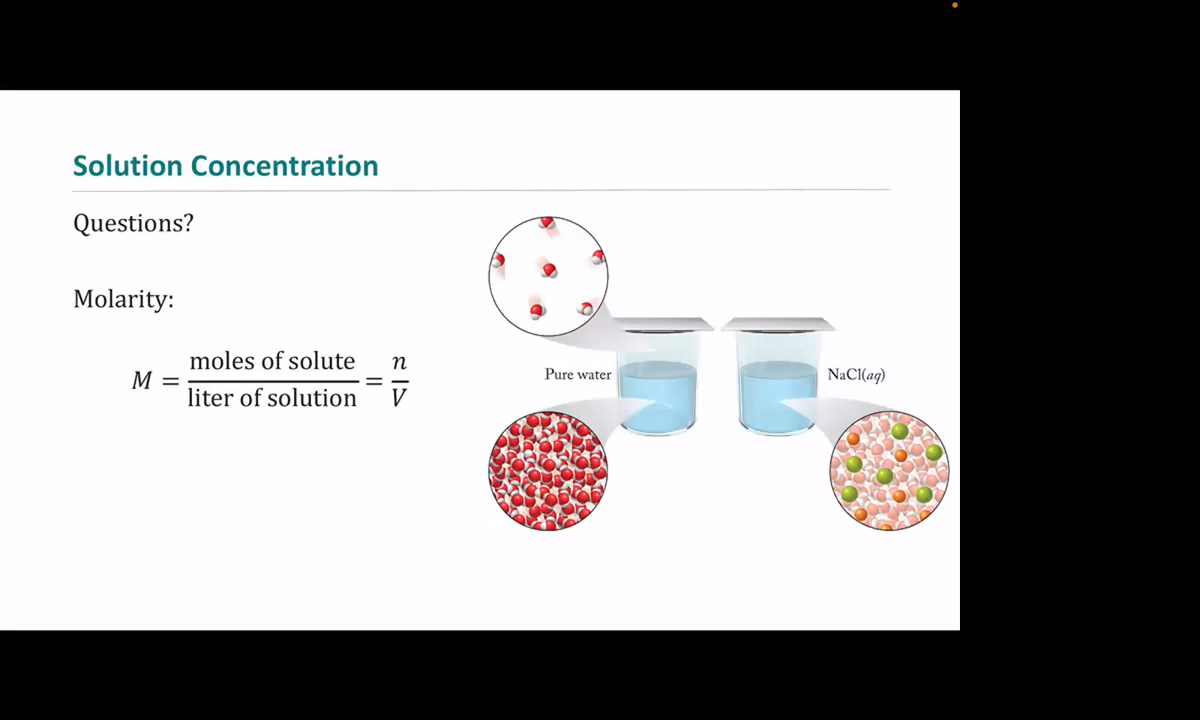 Solution Concentration
Questions?
Molarity:
M = moles of solute / liter of solution = n / V
Pure water
NaCl(aq)